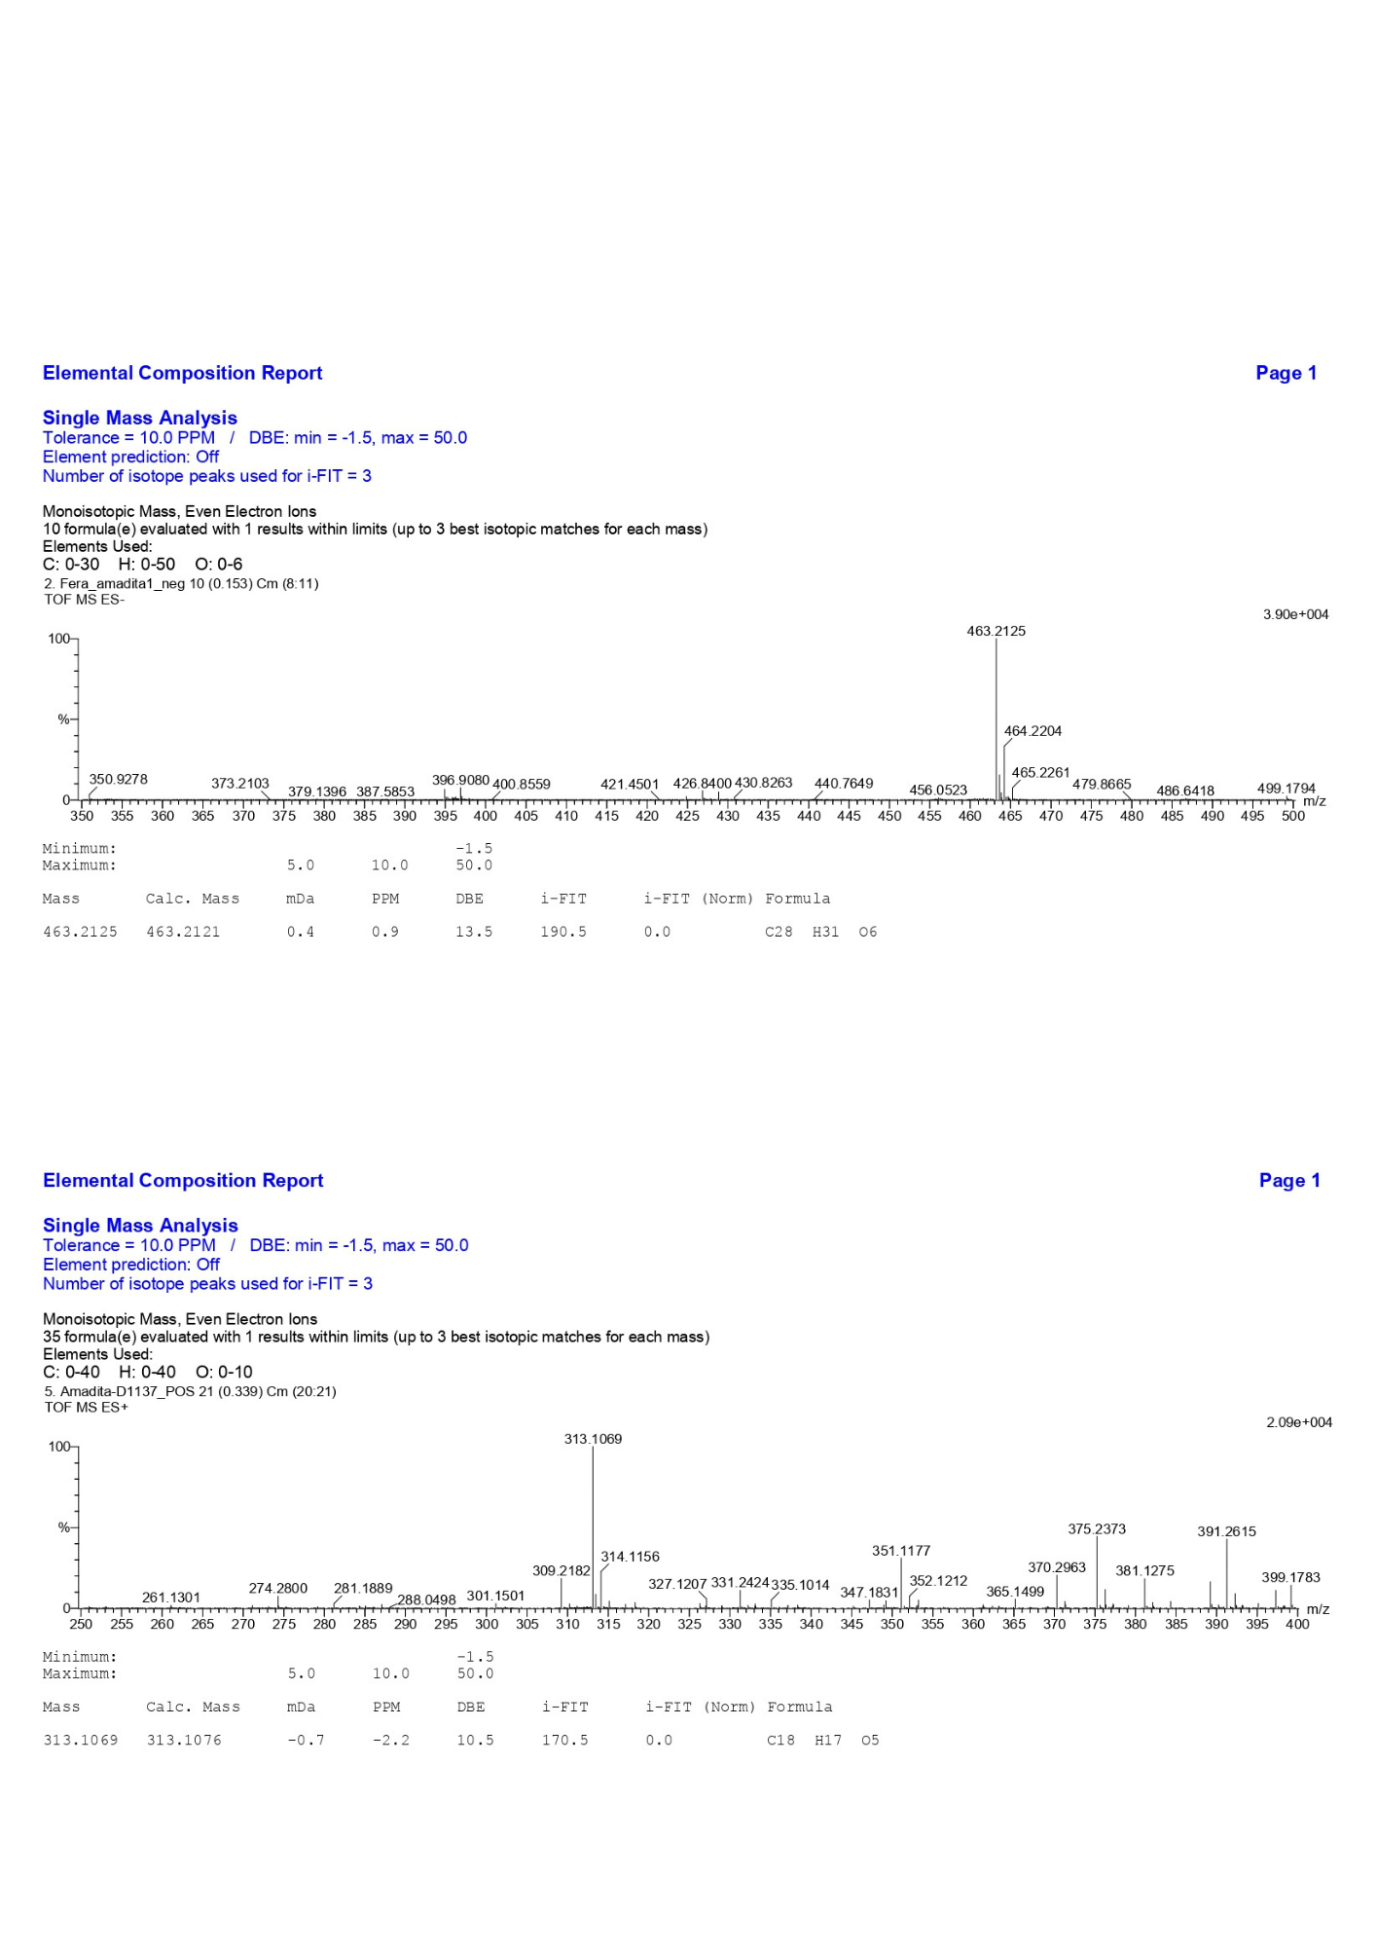 Elemental Composition Report Page 1
Single Mass Analysis
Tolerance = 10.0 PPM / DBE: min = -1.5, max = 50.0
Element prediction: Off
Number of isotope peaks used for i-FIT = 3
Monoisotopic Mass, Even Electron Ions
10 formula(e) evaluated with 1 results within limits (up to 3 best isotopic matches for each mass)
Elements Used:
C: 0-30 H: 0-50 O: 0-6
2. Fera_amadita1_neg 10 (0.153) Cm (8:11)
TOF MS ES-
3.90e+004
100
463.2125
%
464.2204
465.2261
350.9278 373.2103 379.1396 387.5853 396.9080 400.8559 421.4501 426.8400 430.8263 440.7649 456.0523 479.8665 486.6418 499.1794
0 m/z
350 355 360 365 370 375 380 385 390 395 400 405 410 415 420 425 430 435 440 445 450 455 460 465 470 475 480 485 490 495 500
Minimum: -1.5
Maximum: 5.0 10.0 50.0
Mass Calc. Mass mDa PPM DBE i-FIT i-FIT (Norm) Formula
463.2125 463.2121 0.4 0.9 13.5 190.5 0.0 C28 H31 O6
Elemental Composition Report Page 1
Single Mass Analysis
Tolerance = 10.0 PPM / DBE: min = -1.5, max = 50.0
Element prediction: Off
Number of isotope peaks used for i-FIT = 3
Monoisotopic Mass, Even Electron Ions
35 formula(e) evaluated with 1 results within limits (up to 3 best isotopic matches for each mass)
Elements Used:
C: 0-40 H: 0-40 O: 0-10
5. Amadita-D1137_POS 21 (0.339) Cm (20:21)
TOF MS ES+
2.09e+004
100
313.1069
%
375.2373 391.2615
314.1156 351.1177
309.2182 370.2963 381.1275
261.1301 274.2800 281.1889 288.0498 301.1501 327.1207 331.2424 335.1014 347.1831 352.1212 365.1499 399.1783
0 m/z
250 255 260 265 270 275 280 285 290 295 300 305 310 315 320 325 330 335 340 345 350 355 360 365 370 375 380 385 390 395 400
Minimum: -1.5
Maximum: 5.0 10.0 50.0
Mass Calc. Mass mDa PPM DBE i-FIT i-FIT (Norm) Formula
313.1069 313.1076 -0.7 -2.2 10.5 170.5 0.0 C18 H17 O5